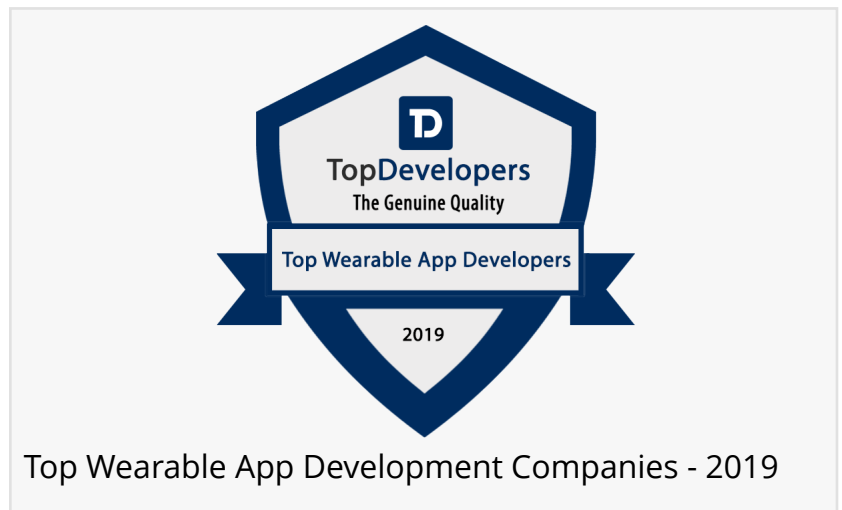 TD
TopDevelopers
The Genuine Quality
Top Wearable App Developers
2019
Top Wearable App Development Companies - 2019